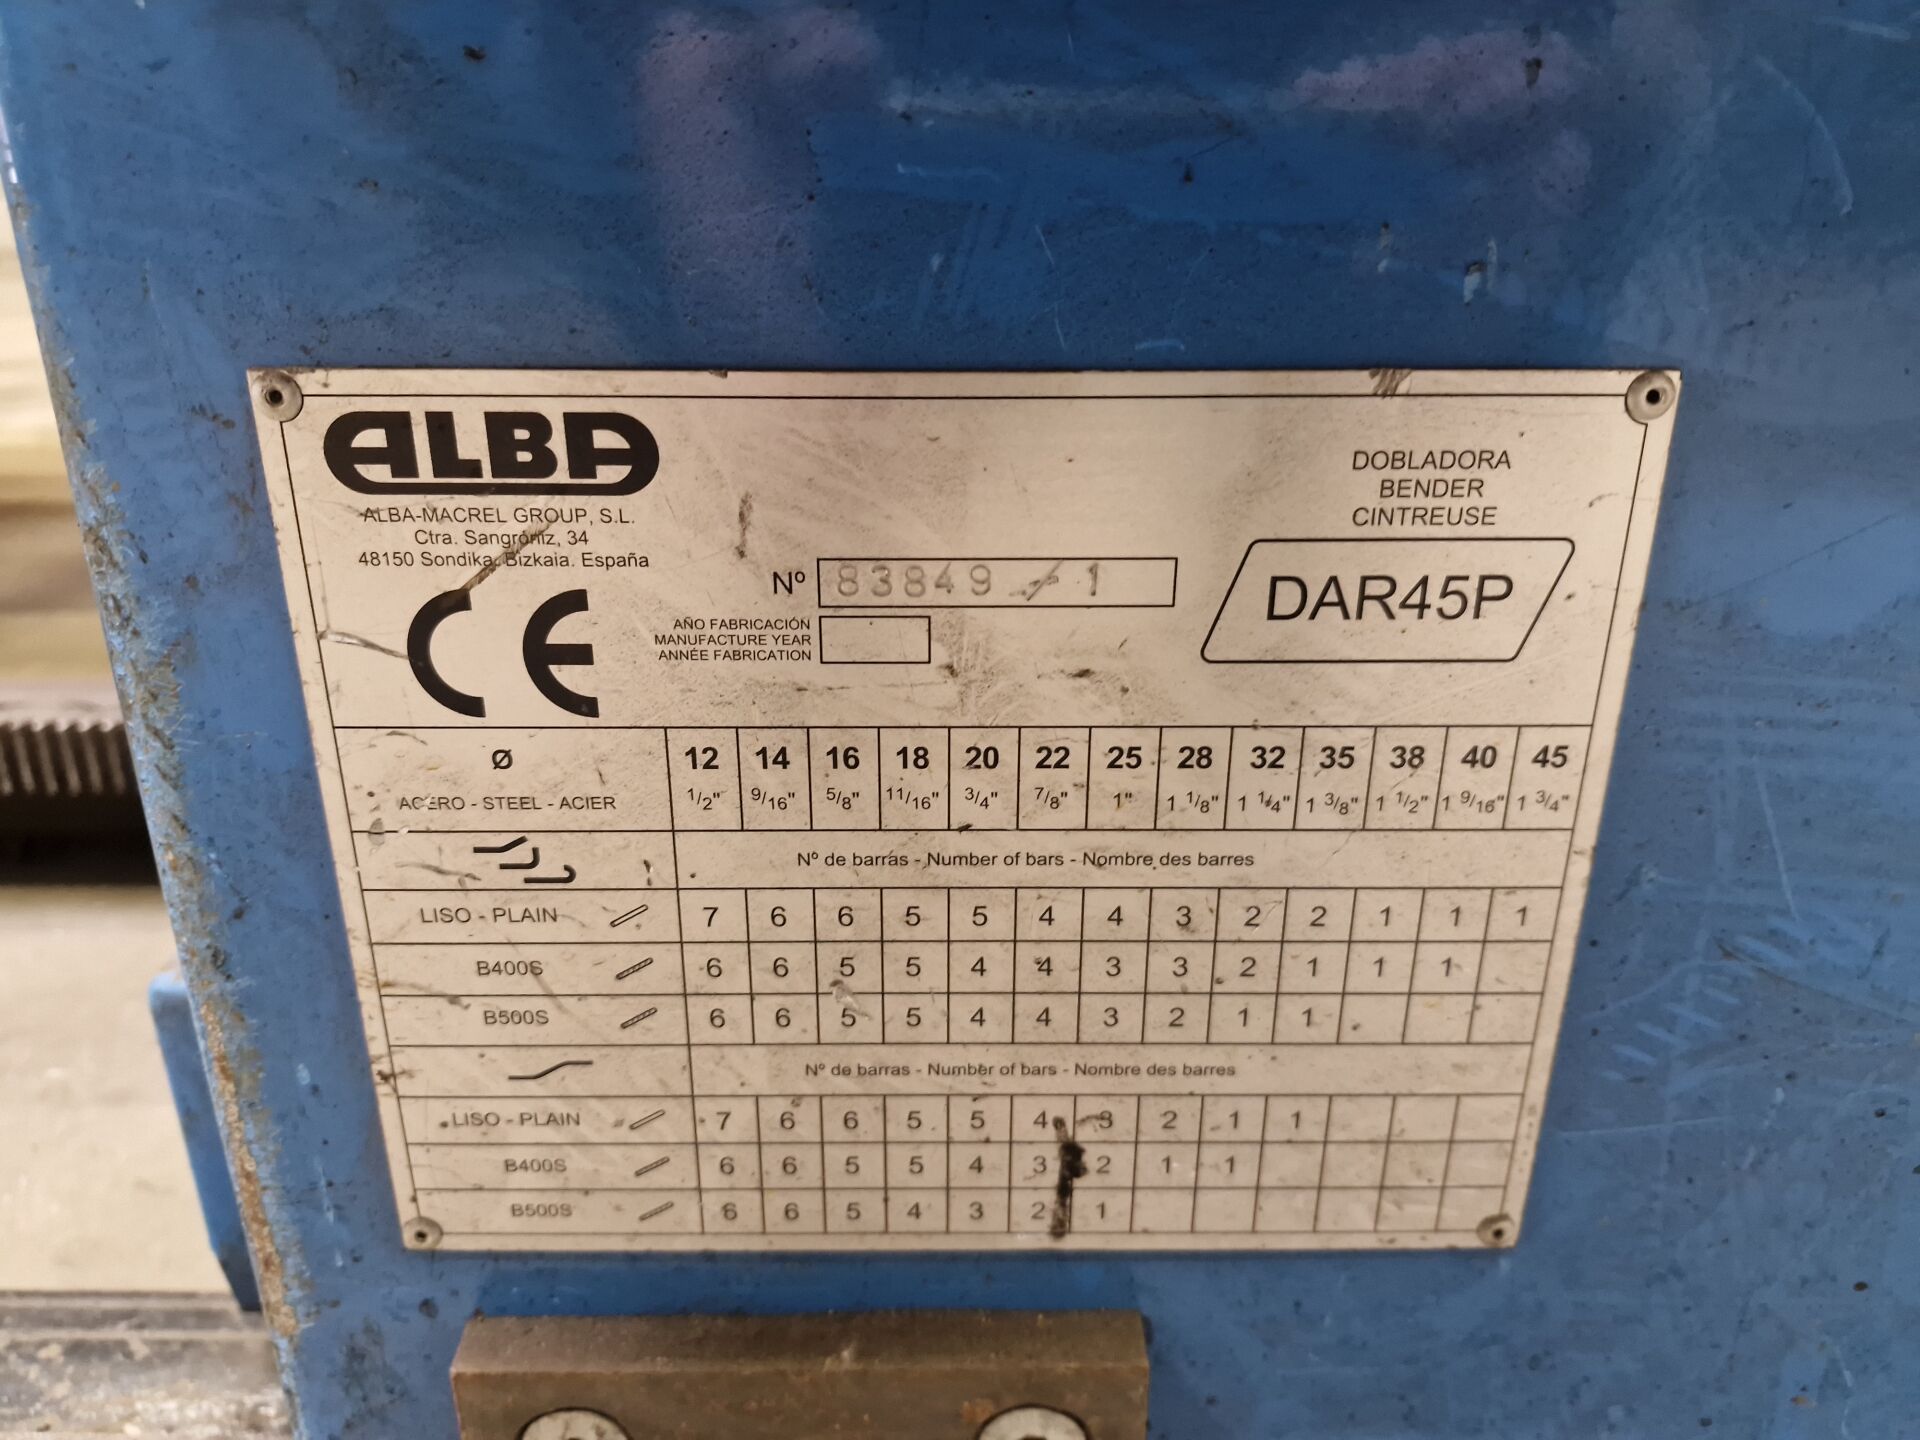 ALBA
ALBA-MACREL GROUP, S.L.
Ctra. Sangróniz, 34
48150 Sondika. Bizkaia. España
CE
Nº 83849 / 1
AÑO FABRICACIÓN
MANUFACTURE YEAR
ANNÉE FABRICATION
DOBLADORA
BENDER
CINTREUSE
DAR45P
Ø 12 14 16 18 20 22 25 28 32 35 38 40 45
ACERO - STEEL - ACIER 1/2" 9/16" 5/8" 11/16" 3/4" 7/8" 1" 1 1/8" 1 1/4" 1 3/8" 1 1/2" 1 9/16" 1 3/4"
Nº de barras - Number of bars - Nombre des barres
LISO - PLAIN 7 6 6 5 5 4 4 3 2 2 1 1 1
B400S 6 6 5 5 4 4 3 3 2 1 1 1
B500S 6 6 5 5 4 4 3 2 1 1
Nº de barras - Number of bars - Nombre des barres
LISO - PLAIN 7 6 6 5 5 4 3 2 1 1
B400S 6 6 5 5 4 3 2 1 1
B500S 6 6 5 4 3 2 1